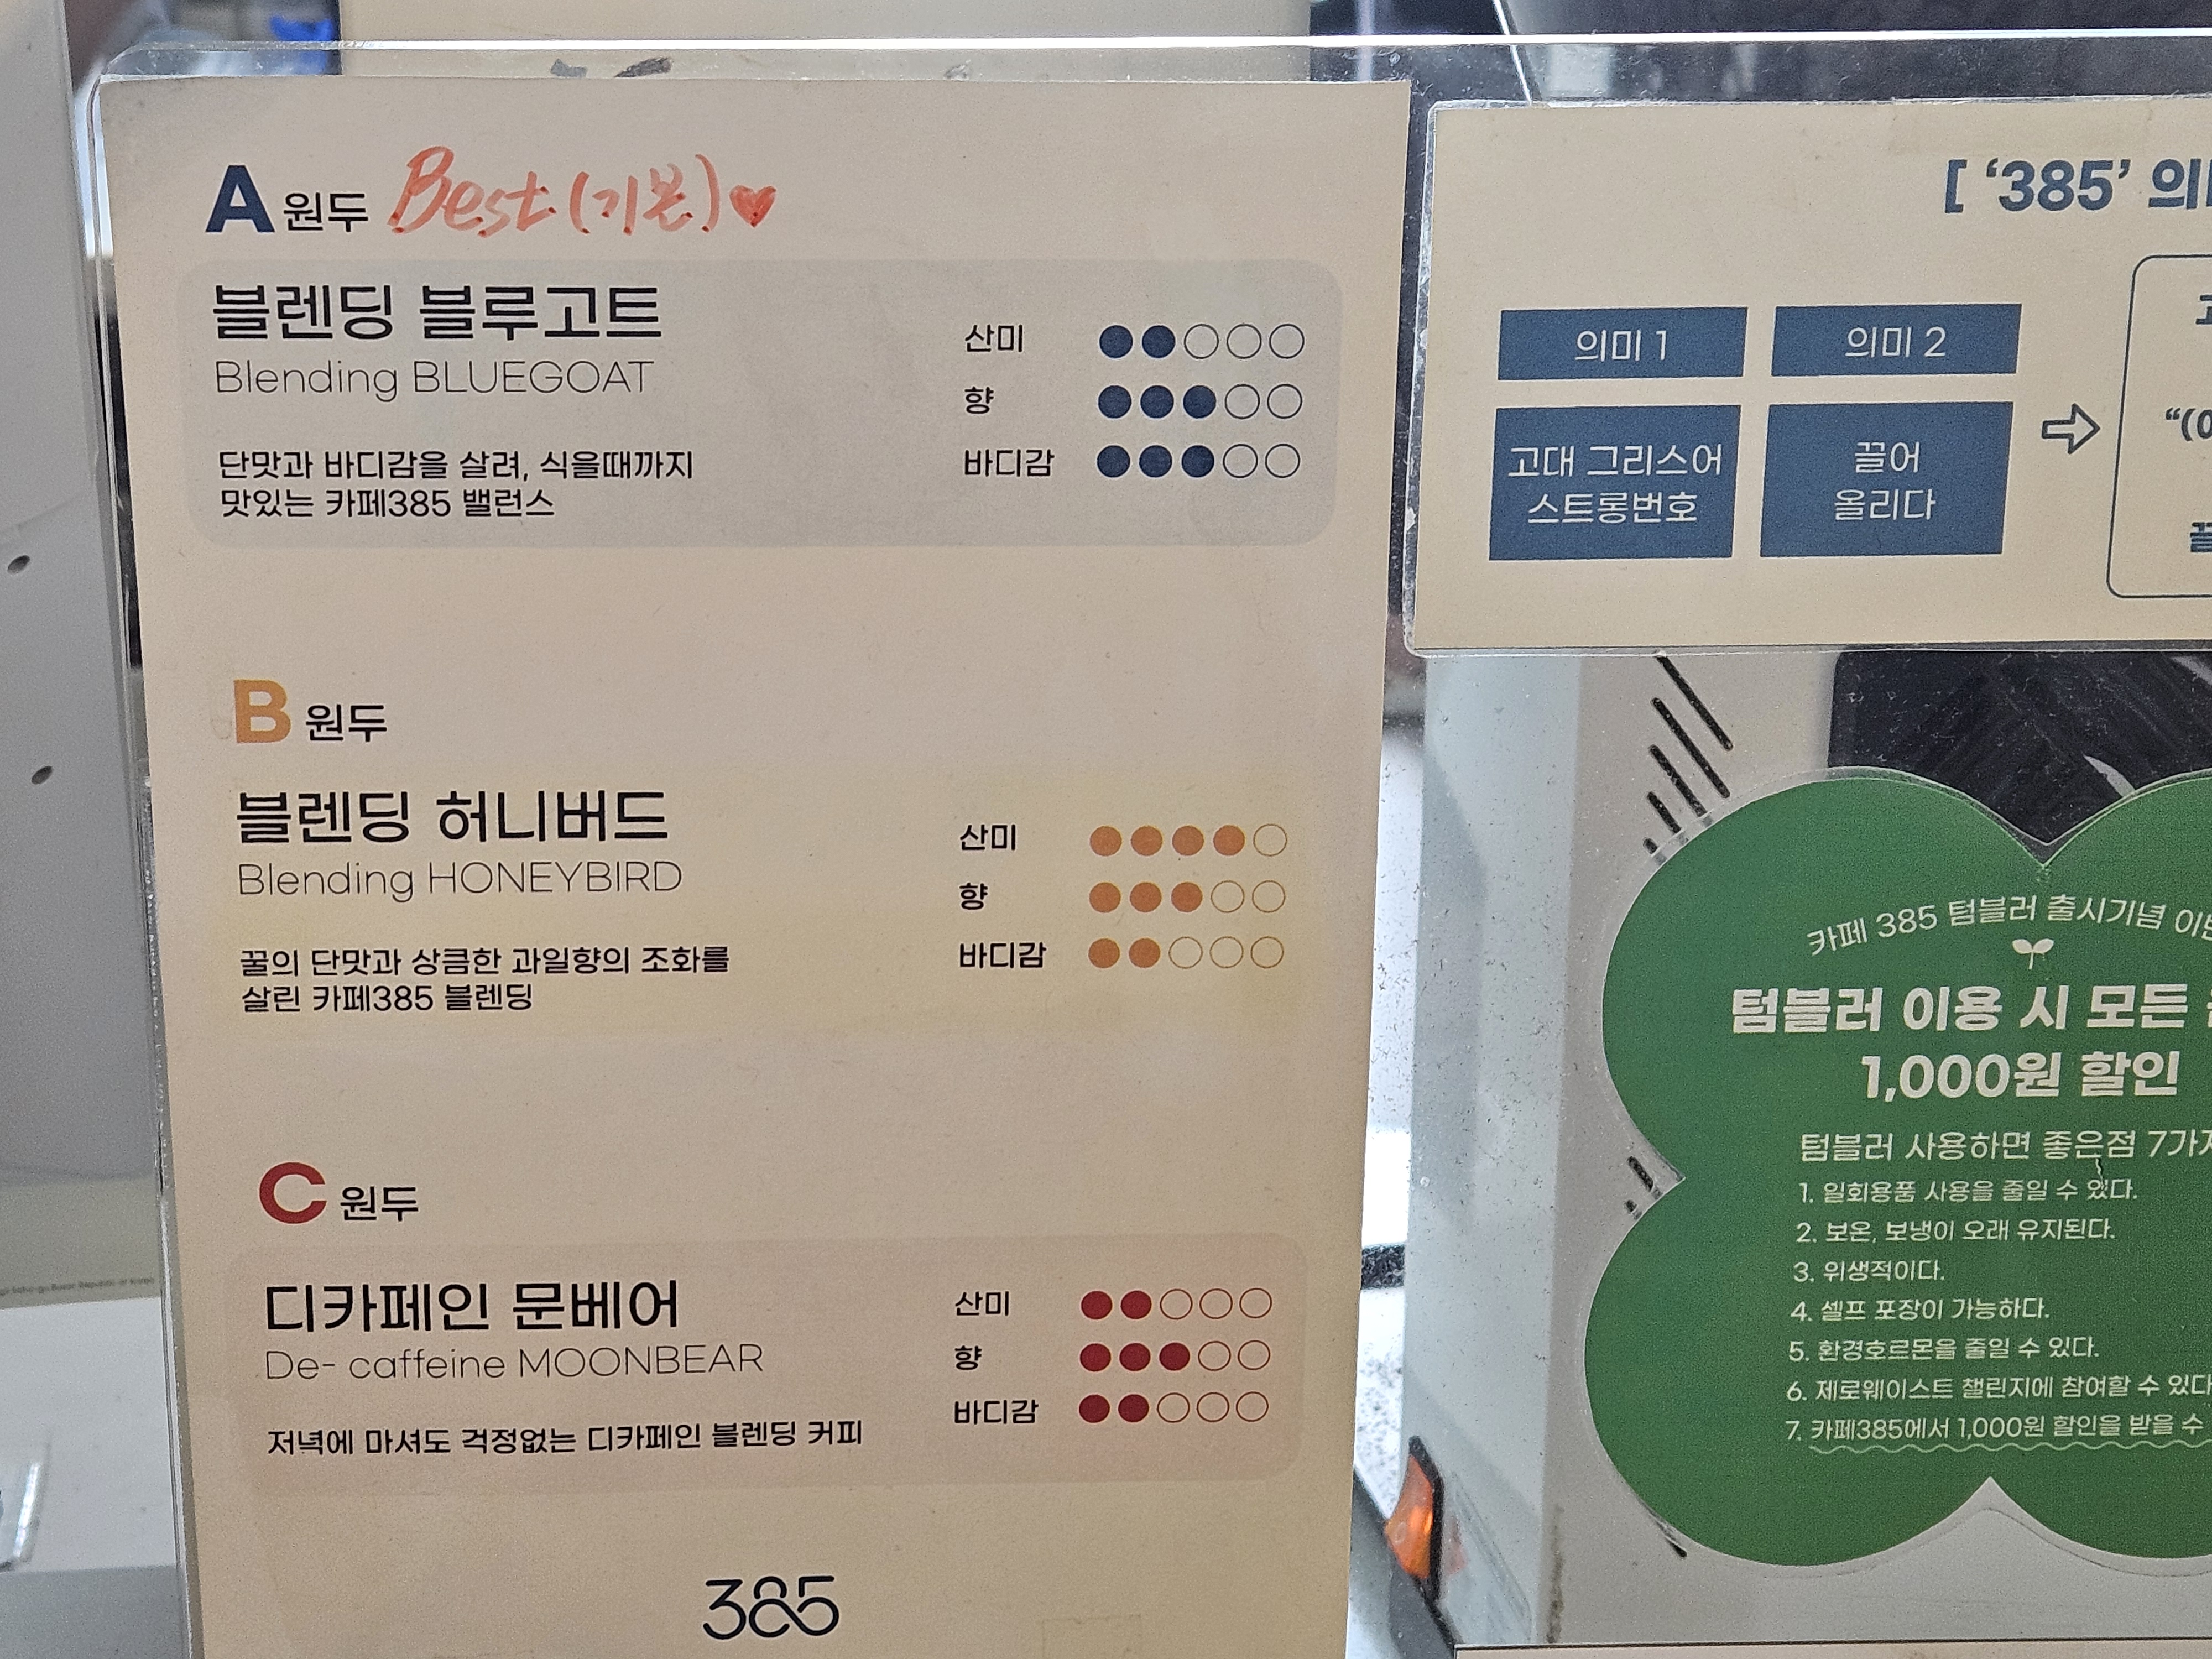 A 원두 Best (기본) ♥
블렌딩 블루고트
Blending BLUEGOAT
단맛과 바디감을 살려, 식을때까지
맛있는 카페385 밸런스
산미
향
바디감
B 원두
블렌딩 허니버드
Blending HONEYBIRD
꿀의 단맛과 상큼한 과일향의 조화를
살린 카페385 블렌딩
산미
향
바디감
C 원두
디카페인 문베어
De- caffeine MOONBEAR
저녁에 마셔도 걱정없는 디카페인 블렌딩 커피
산미
향
바디감
385
[ ‘385’
의미 1
의미 2
고대 그리스어
스트롱번호
끌어
올리다
카페 385 텀블러 출시기념
텀블러 이용 시 모든
1,000원 할인
텀블러 사용하면 좋은점
1. 일회용품 사용을 줄일 수 있다.
2. 보온, 보냉이 오래 유지된다.
3. 위생적이다.
4. 셀프 포장이 가능하다.
5. 환경호르몬을 줄일 수 있다.
6. 제로웨이스트 챌린지에 참여할 수 있다
7. 카페385에서 1,000원 할인을 받을 수